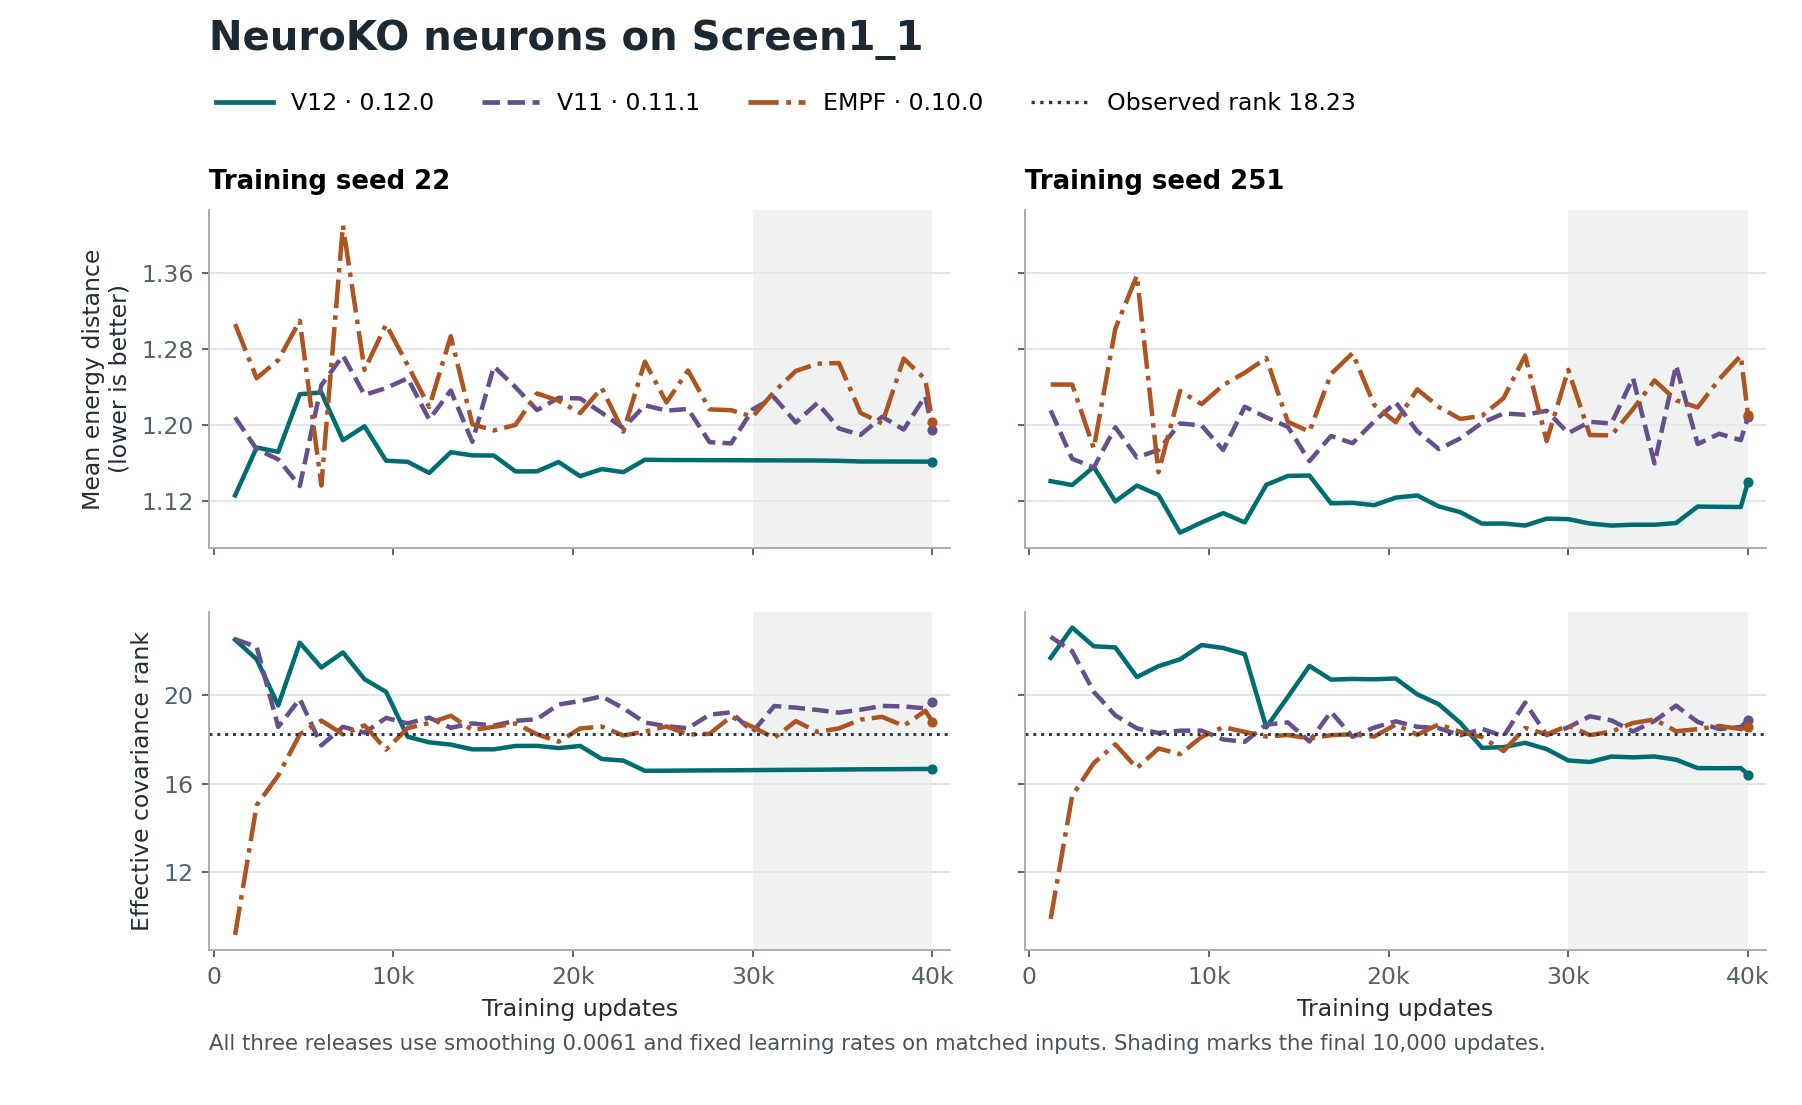 NeuroKO neurons on Screen1_1
V12 · 0.12.0
V11 · 0.11.1
EMPF · 0.10.0
Observed rank 18.23
Training seed 22
Training seed 251
Mean energy distance
(lower is better)
1.36
1.28
1.20
1.12
Effective covariance rank
20
16
12
0
10k
20k
30k
40k
0
10k
20k
30k
40k
Training updates
Training updates
All three releases use smoothing 0.0061 and fixed learning rates on matched inputs. Shading marks the final 10,000 updates.